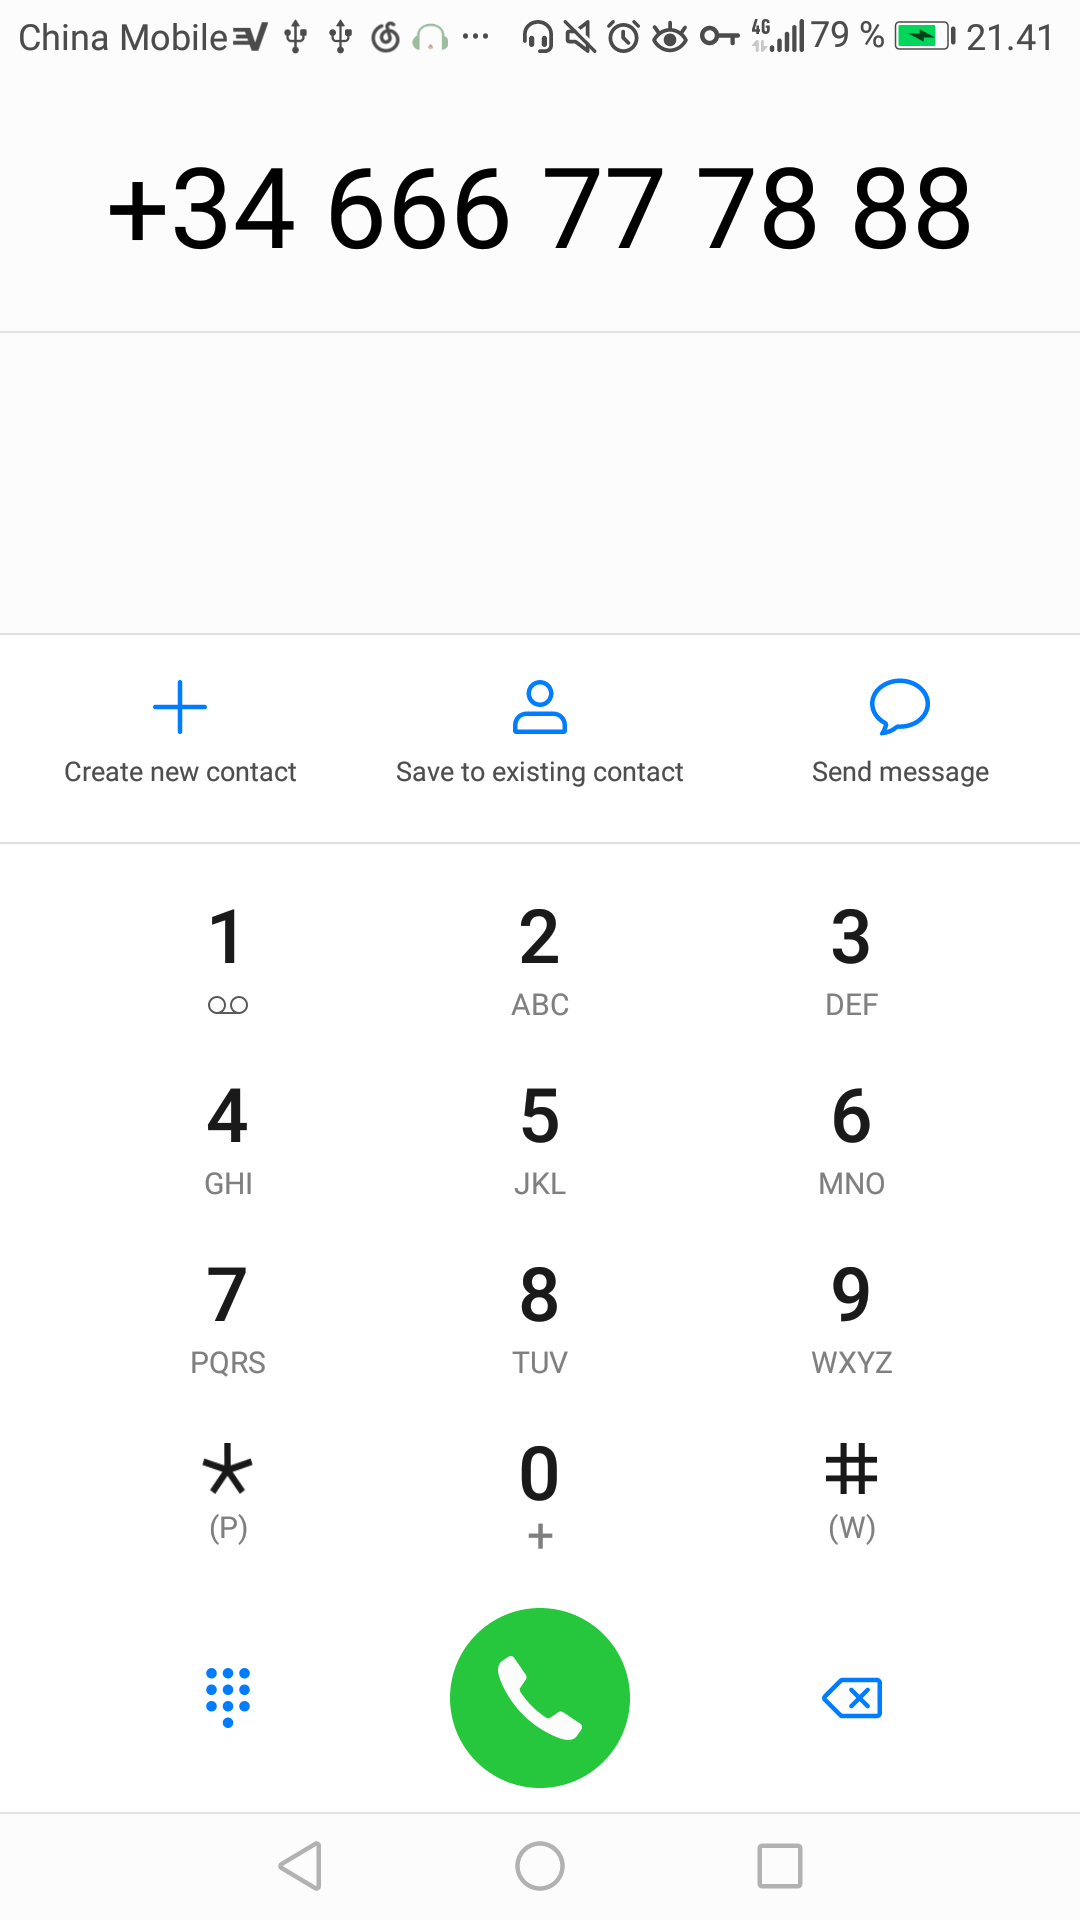 China Mobile 4G 79 % 21.41
+34 666 77 78 88
Create new contact Save to existing contact Send message
1 2 3
ABC DEF
4 5 6
GHI JKL MNO
7 8 9
PQRS TUV WXYZ
* 0 #
(P) + (W)